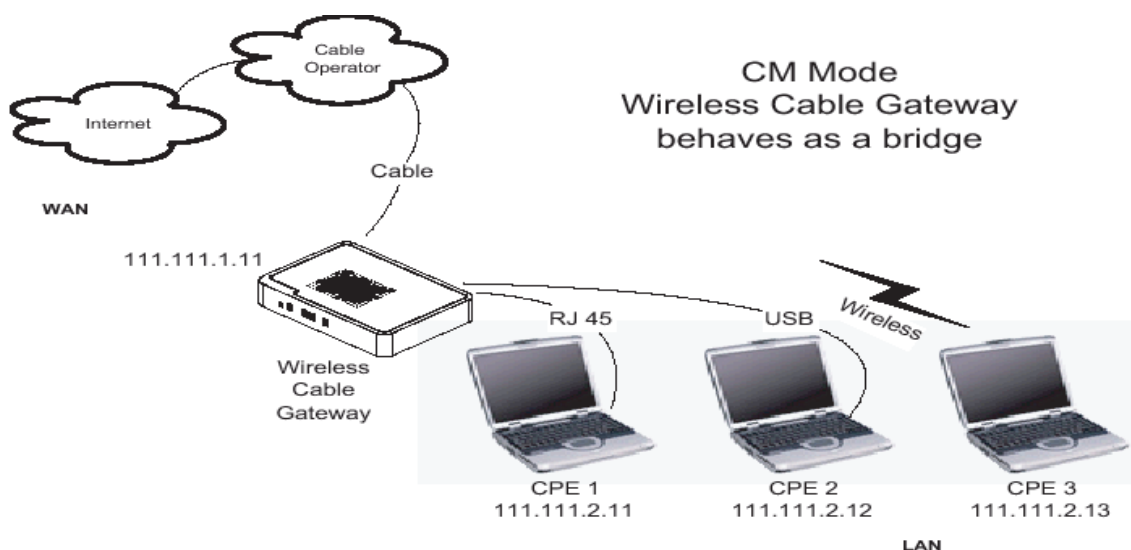 Cable
Operator
Internet
CM Mode
Wireless Cable Gateway
behaves as a bridge
Cable
WAN
111.111.1.11
Wireless
Cable
Gateway
RJ 45
USB
Wireless
CPE 1
111.111.2.11
CPE 2
111.111.2.12
CPE 3
111.111.2.13
LAN